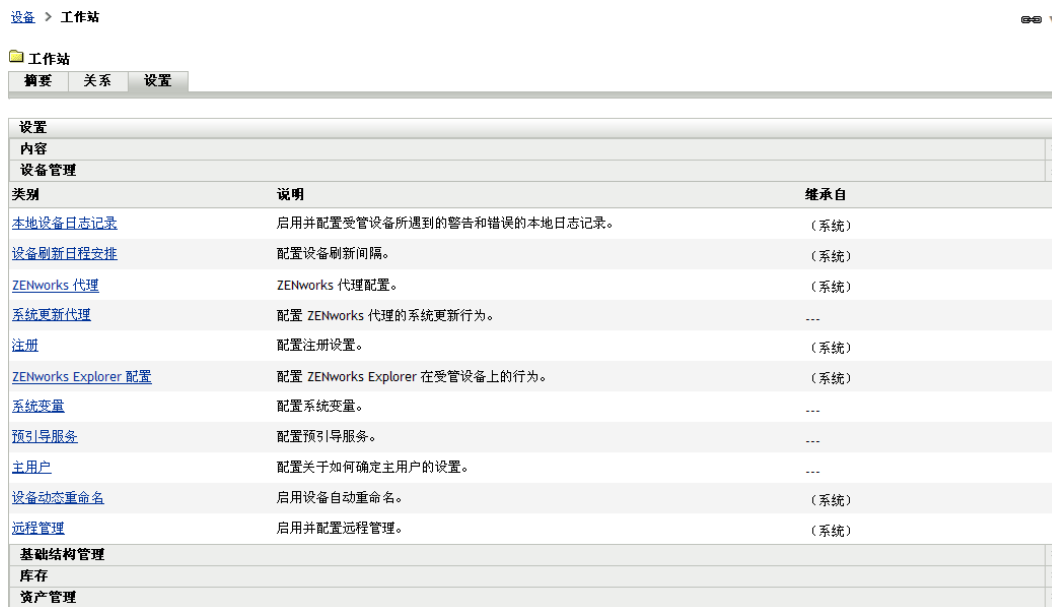 设备 > 工作站
工作站
摘要 关系 设置
设置
内容
设备管理
类别 说明 继承自
本地设备日志记录 启用并配置受管设备所遇到的警告和错误的本地日志记录。 （系统）
设备刷新日程安排 配置设备刷新间隔。 （系统）
ZENworks 代理 ZENworks 代理配置。 （系统）
系统更新代理 配置 ZENworks 代理的系统更新行为。 ---
注册 配置注册设置。 （系统）
ZENworks Explorer 配置 配置 ZENworks Explorer 在受管设备上的行为。 （系统）
系统变量 配置系统变量。 ---
预引导服务 配置预引导服务。 ---
主用户 配置关于如何确定主用户的设置。 ---
设备动态重命名 启用设备自动重命名。 （系统）
远程管理 启用并配置远程管理。 （系统）
基础结构管理
库存
资产管理